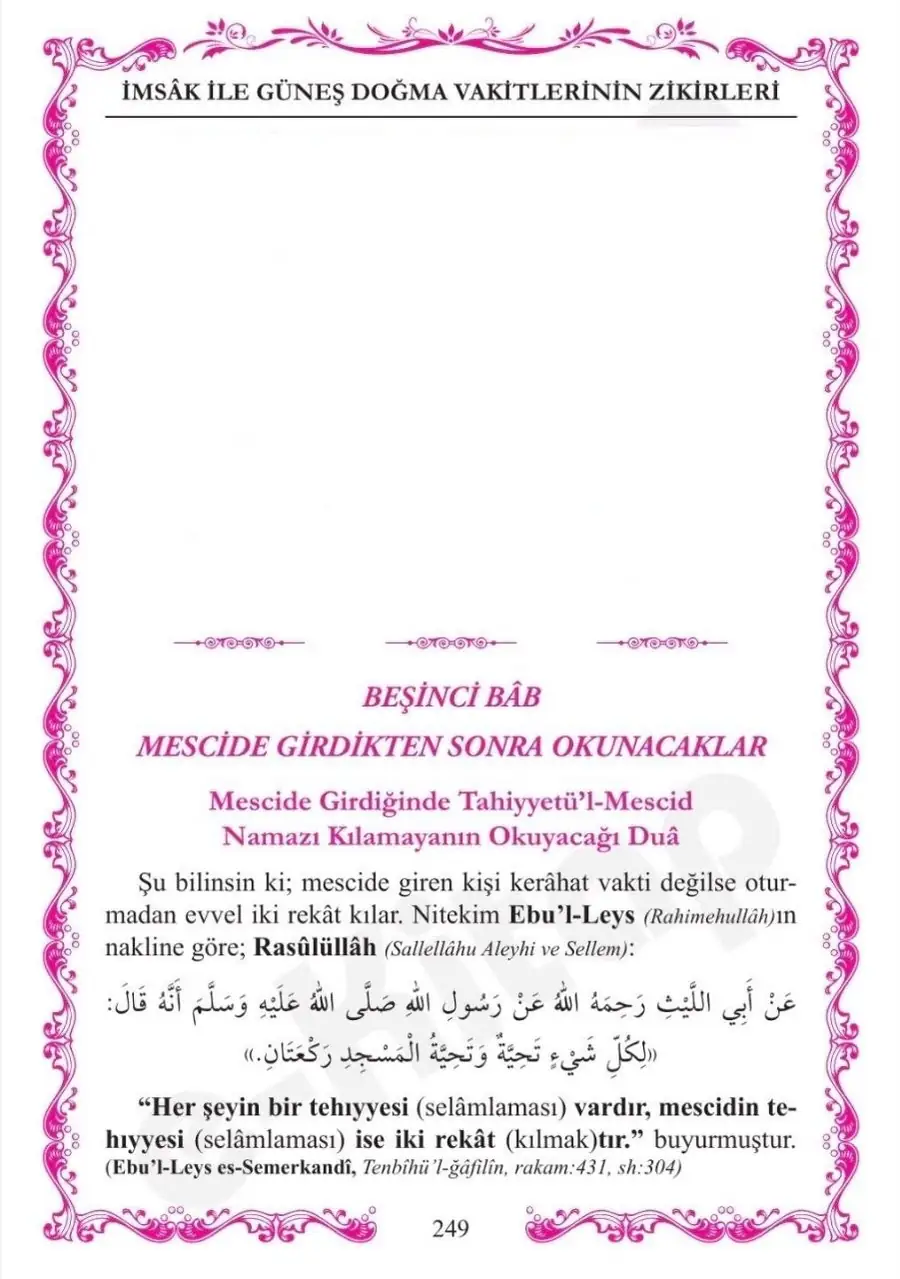 İMSÂK İLE GÜNEŞ DOĞMA VAKİTLERİNİN ZİKİRLERİ
BEŞİNCİ BÂB
MESCİDE GİRDİKTEN SONRA OKUNACAKLAR
Mescide Girdiğinde Tahiyyetü’l-Mescid
Namazı Kılamayanın Okuyacağı Duâ
Şu bilinsin ki; mescide giren kişi kerâhat vakti değilse otur-
madan evvel iki rekât kılar. Nitekim Ebu’l-Leys (Rahimehullâh)ın
nakline göre; Rasûlüllâh (Sallellâhu Aleyhi ve Sellem):
عَنْ أَبِي اللَّيْثِ رَحِمَهُ اللهُ عَنْ رَسُولِ اللهِ صَلَّى اللهُ عَلَيْهِ وَسَلَّمَ أَنَّهُ قَالَ:
«لِكُلِّ شَيْءٍ تَحِيَّةٌ وَتَحِيَّةُ الْمَسْجِدِ رَكْعَتَانِ.»
“Her şeyin bir tehıyyesi (selâmlaması) vardır, mescidin te-
hıyyesi (selâmlaması) ise iki rekât (kılmak)tır.” buyurmuştur.
(Ebu’l-Leys es-Semerkandî, Tenbîhü’l-ğâfilîn, rakam:431, sh:304)
249
e-Kitap